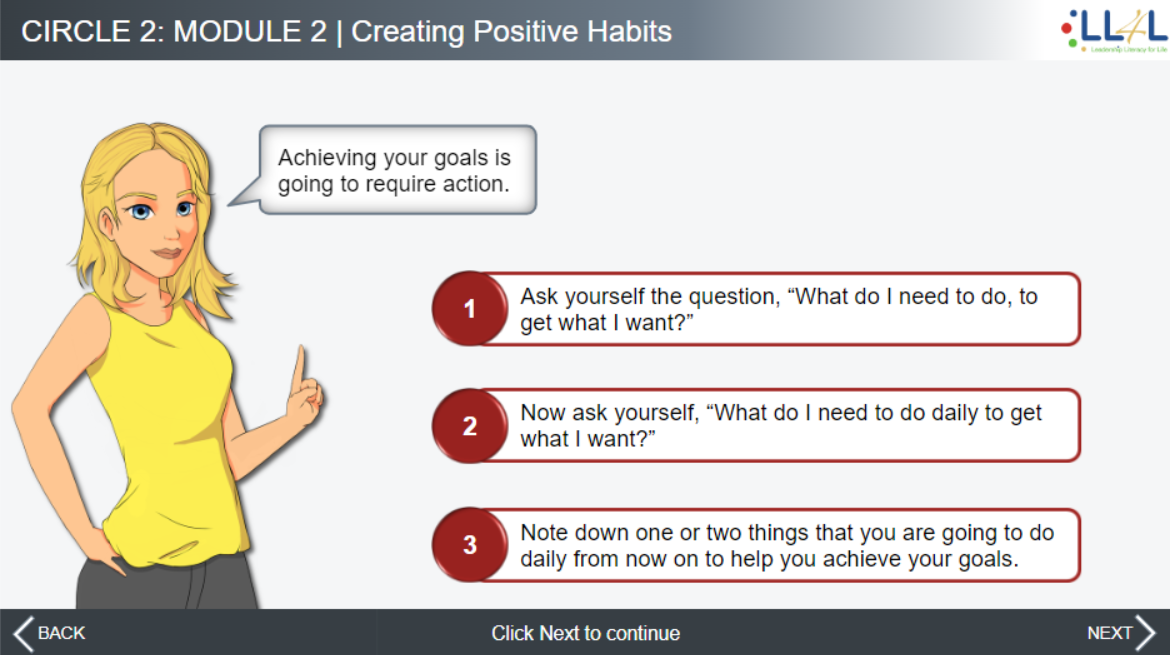 CIRCLE 2: MODULE 2 | Creating Positive Habits
LL4L
Leadership Literacy for Life
Achieving your goals is
going to require action.
1
Ask yourself the question, “What do I need to do, to
get what I want?”
2
Now ask yourself, “What do I need to do daily to get
what I want?”
3
Note down one or two things that you are going to do
daily from now on to help you achieve your goals.
BACK
Click Next to continue
NEXT